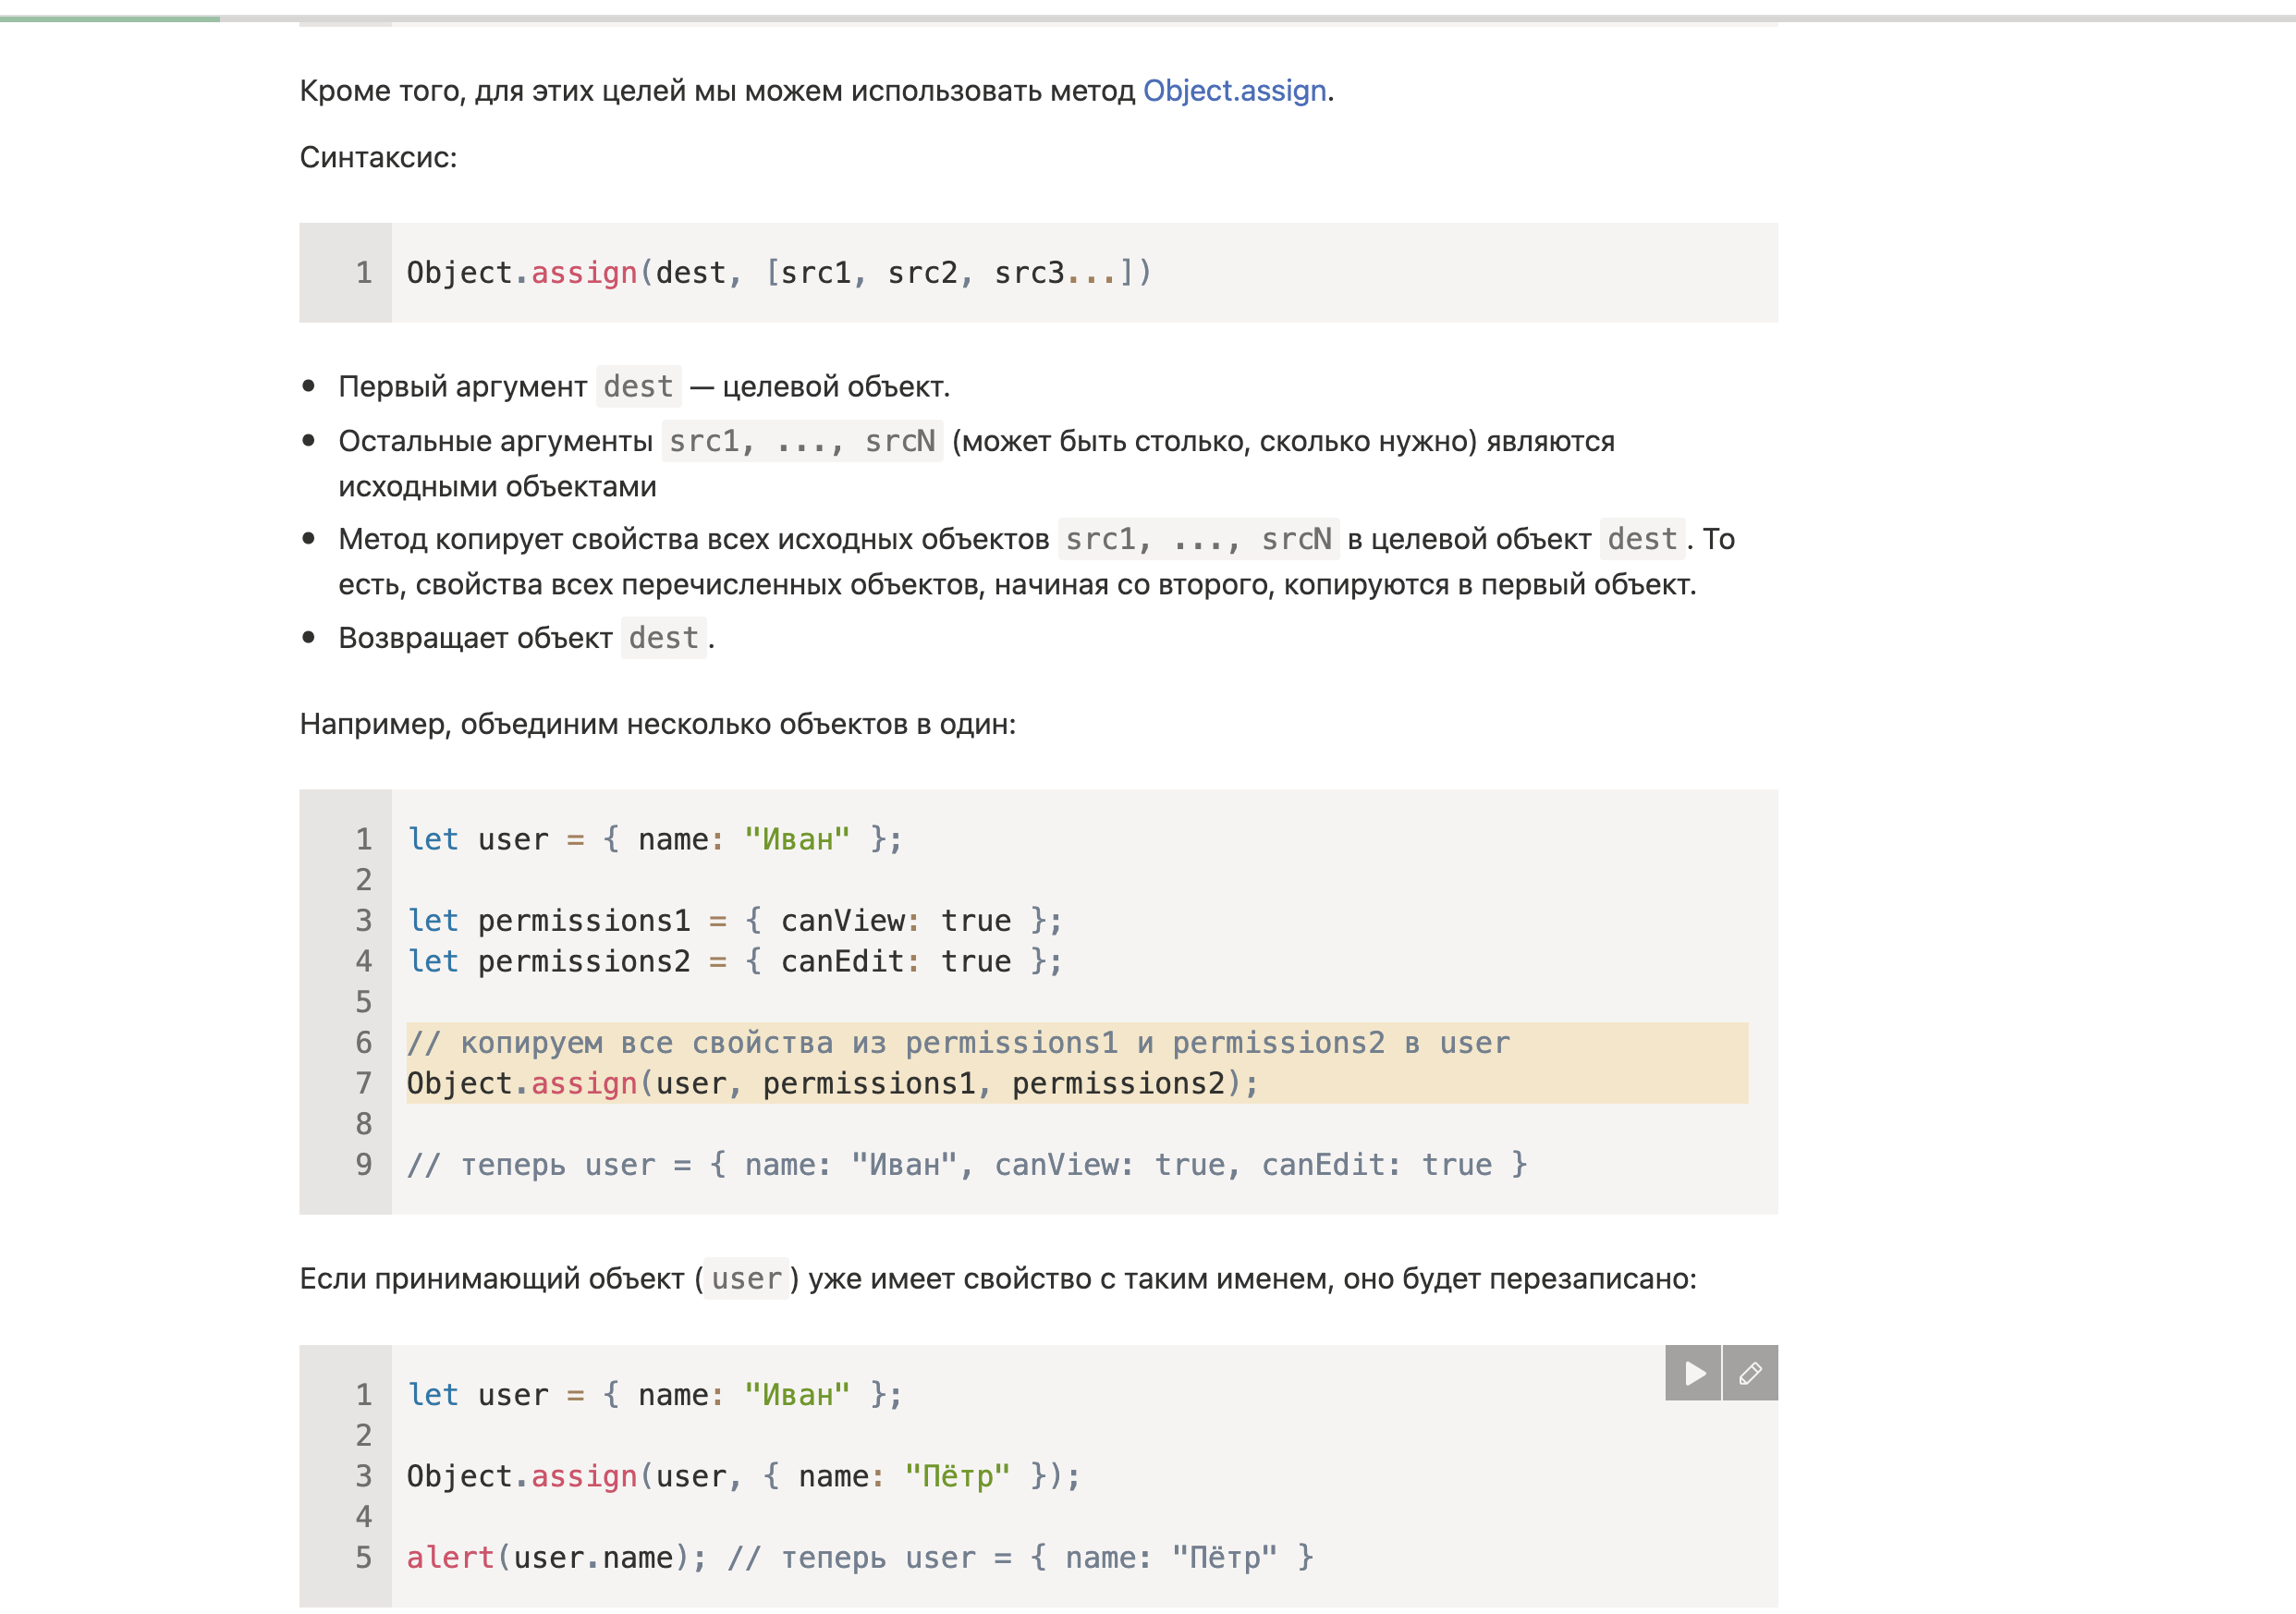 Кроме того, для этих целей мы можем использовать метод Object.assign.
Синтаксис:
1 Object.assign(dest, [src1, src2, src3...])
• Первый аргумент dest — целевой объект.
• Остальные аргументы src1, ..., srcN (может быть столько, сколько нужно) являются
исходными объектами
• Метод копирует свойства всех исходных объектов src1, ..., srcN в целевой объект dest. То
есть, свойства всех перечисленных объектов, начиная со второго, копируются в первый объект.
• Возвращает объект dest.
Например, объединим несколько объектов в один:
1 let user = { name: "Иван" };
2
3 let permissions1 = { canView: true };
4 let permissions2 = { canEdit: true };
5
6 // копируем все свойства из permissions1 и permissions2 в user
7 Object.assign(user, permissions1, permissions2);
8
9 // теперь user = { name: "Иван", canView: true, canEdit: true }
Если принимающий объект (user) уже имеет свойство с таким именем, оно будет перезаписано:
1 let user = { name: "Иван" };
2
3 Object.assign(user, { name: "Пётр" });
4
5 alert(user.name); // теперь user = { name: "Пётр" }